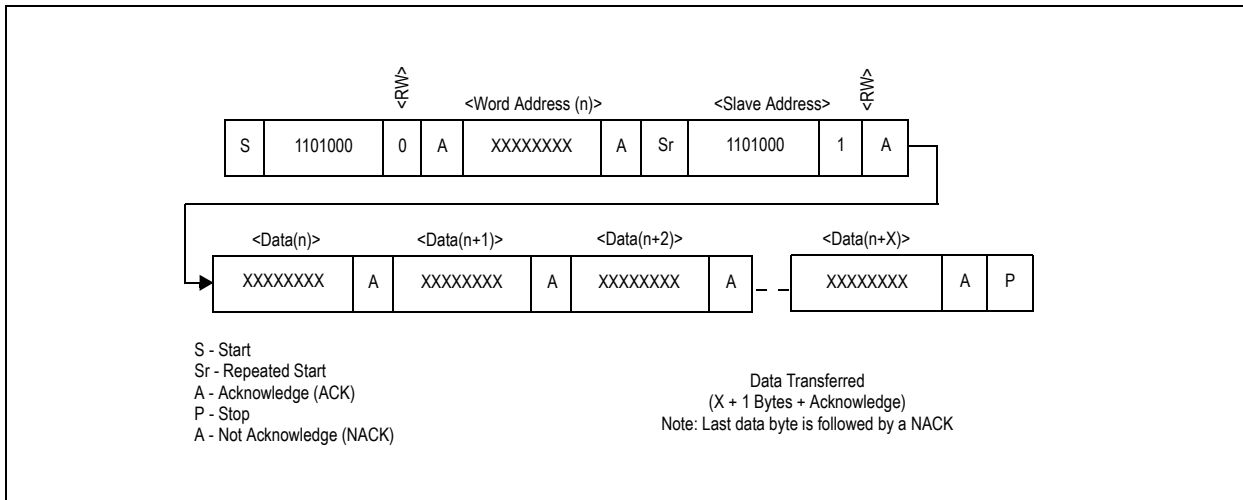 <RW> <Word Address (n)> <Slave Address> <RW>
S 1101000 0 A XXXXXXXX A Sr 1101000 1 A
<Data(n)> <Data(n+1)> <Data(n+2)> <Data(n+X)>
XXXXXXXX A XXXXXXXX A XXXXXXXX A XXXXXXXX A P
S - Start
Sr - Repeated Start
A - Acknowledge (ACK)
P - Stop
A - Not Acknowledge (NACK)
Data Transferred
(X + 1 Bytes + Acknowledge)
Note: Last data byte is followed by a NACK